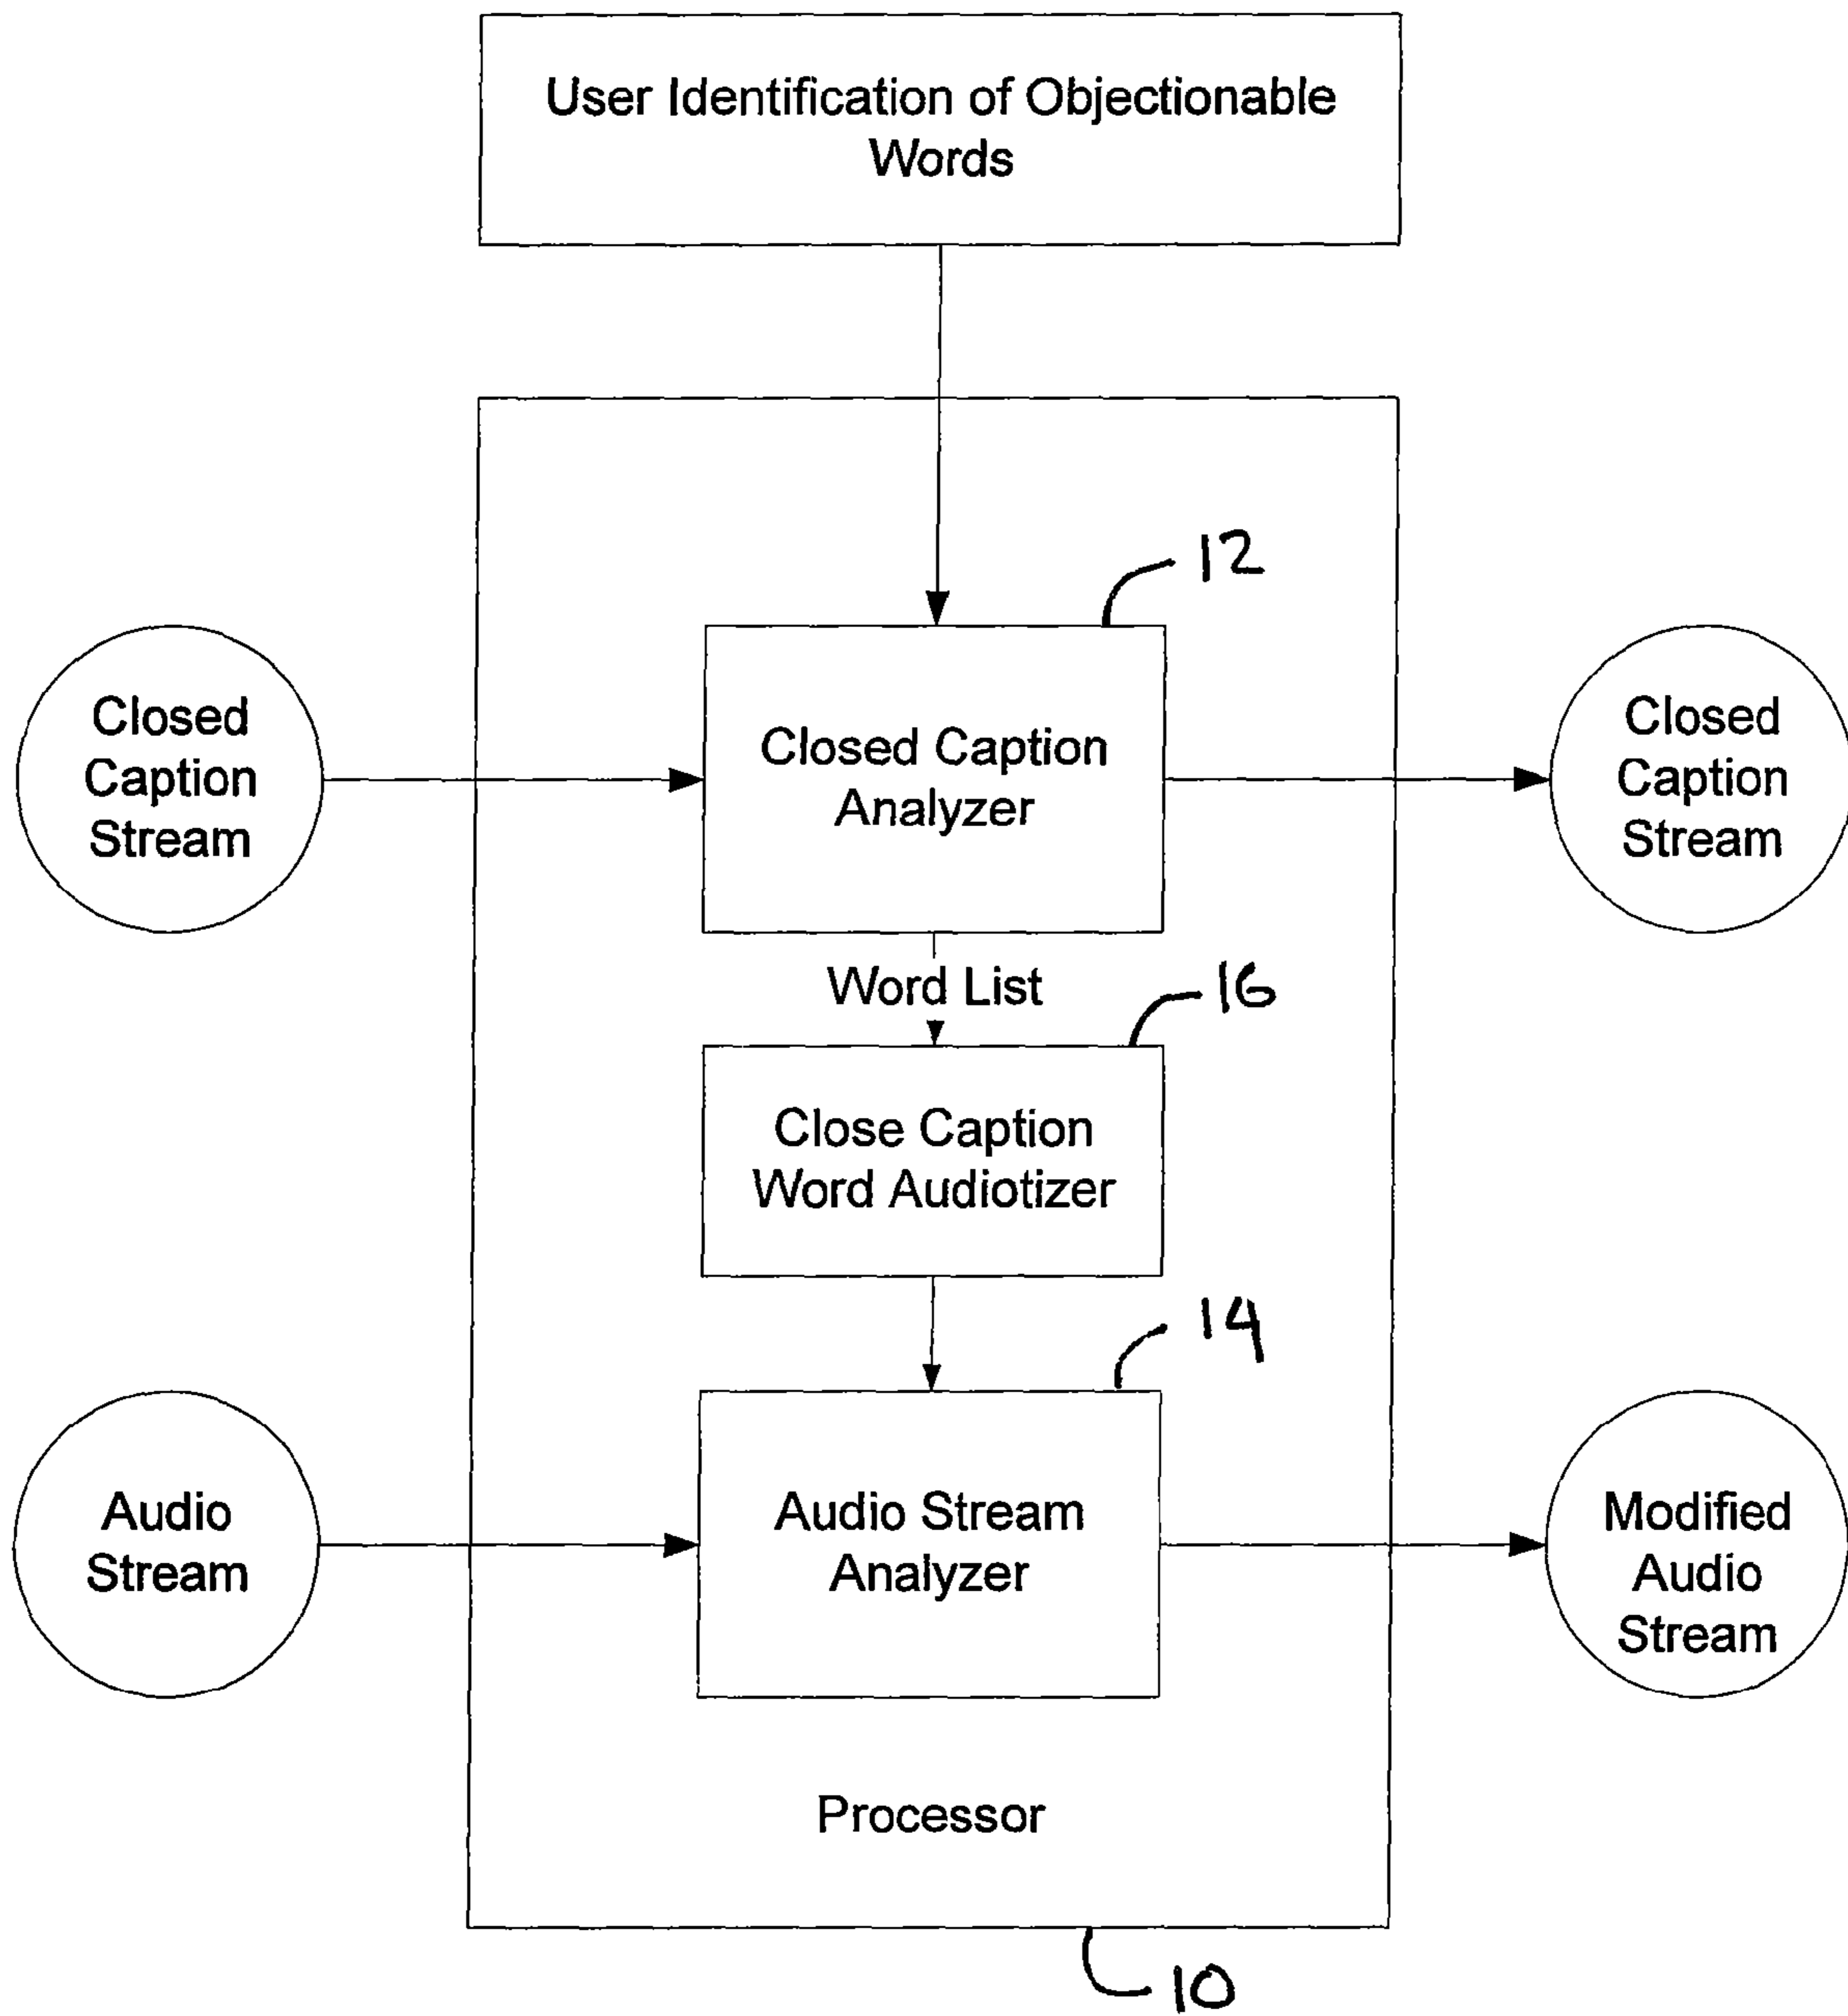 User Identification of Objectionable
Words
12
Closed
Caption
Stream
Closed Caption
Analyzer
Closed
Caption
Stream
Word List
16
Close Caption
Word Audiotizer
14
Audio
Stream
Audio Stream
Analyzer
Modified
Audio
Stream
Processor
10